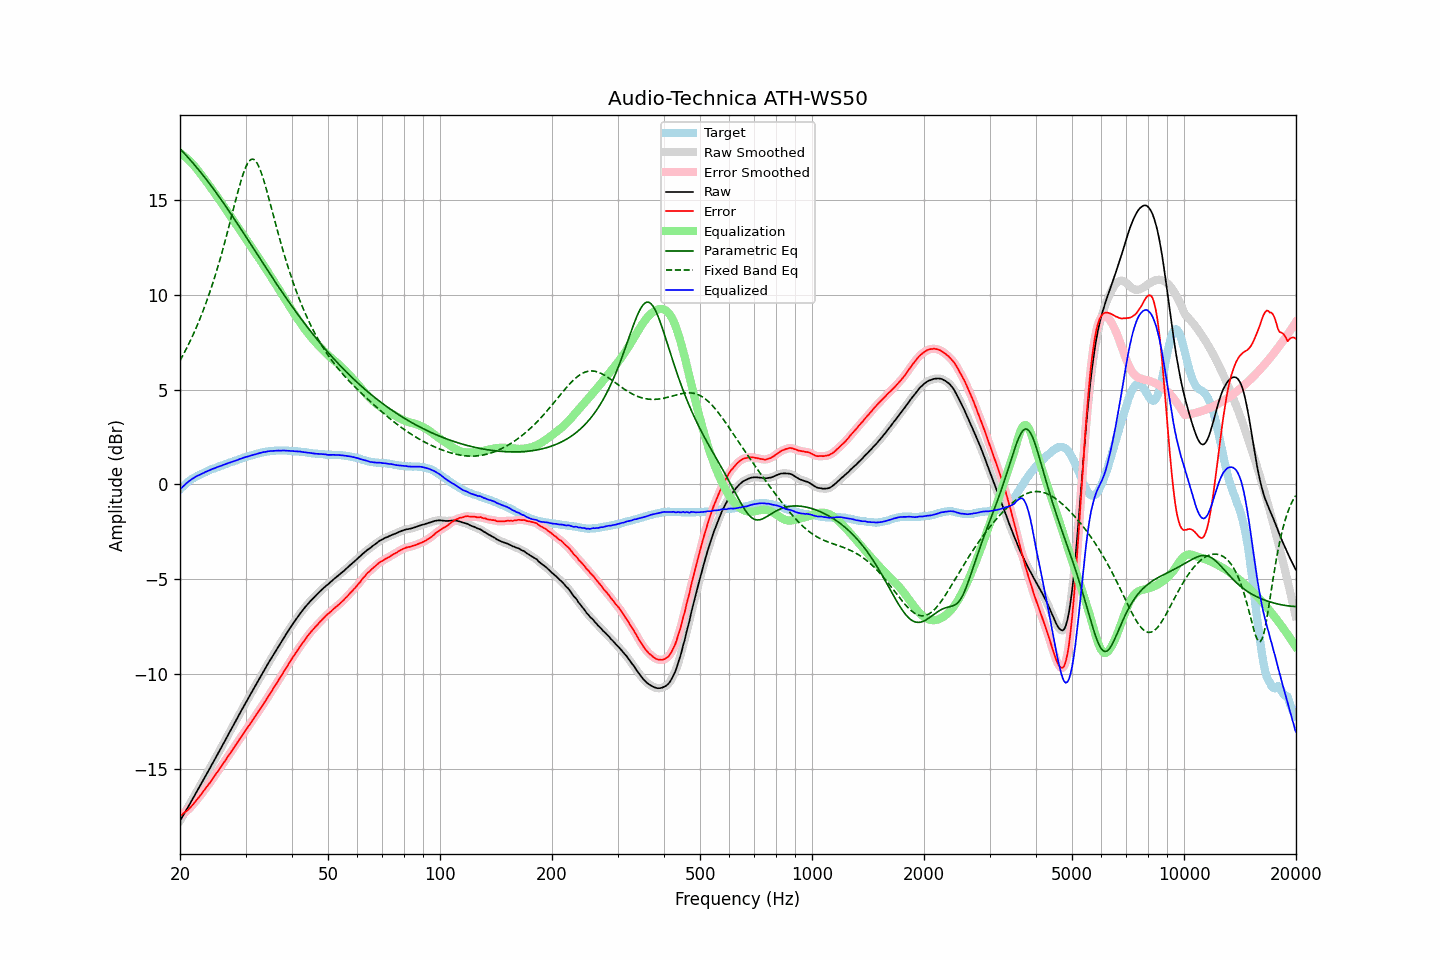 Audio-Technica ATH-WS50
Target
Raw Smoothed
Error Smoothed
Raw
Error
Equalization
Parametric Eq
Fixed Band Eq
Equalized
Amplitude (dBr)
15
10
5
0
−5
−10
−15
20
50
100
200
500
1000
2000
5000
10000
20000
Frequency (Hz)